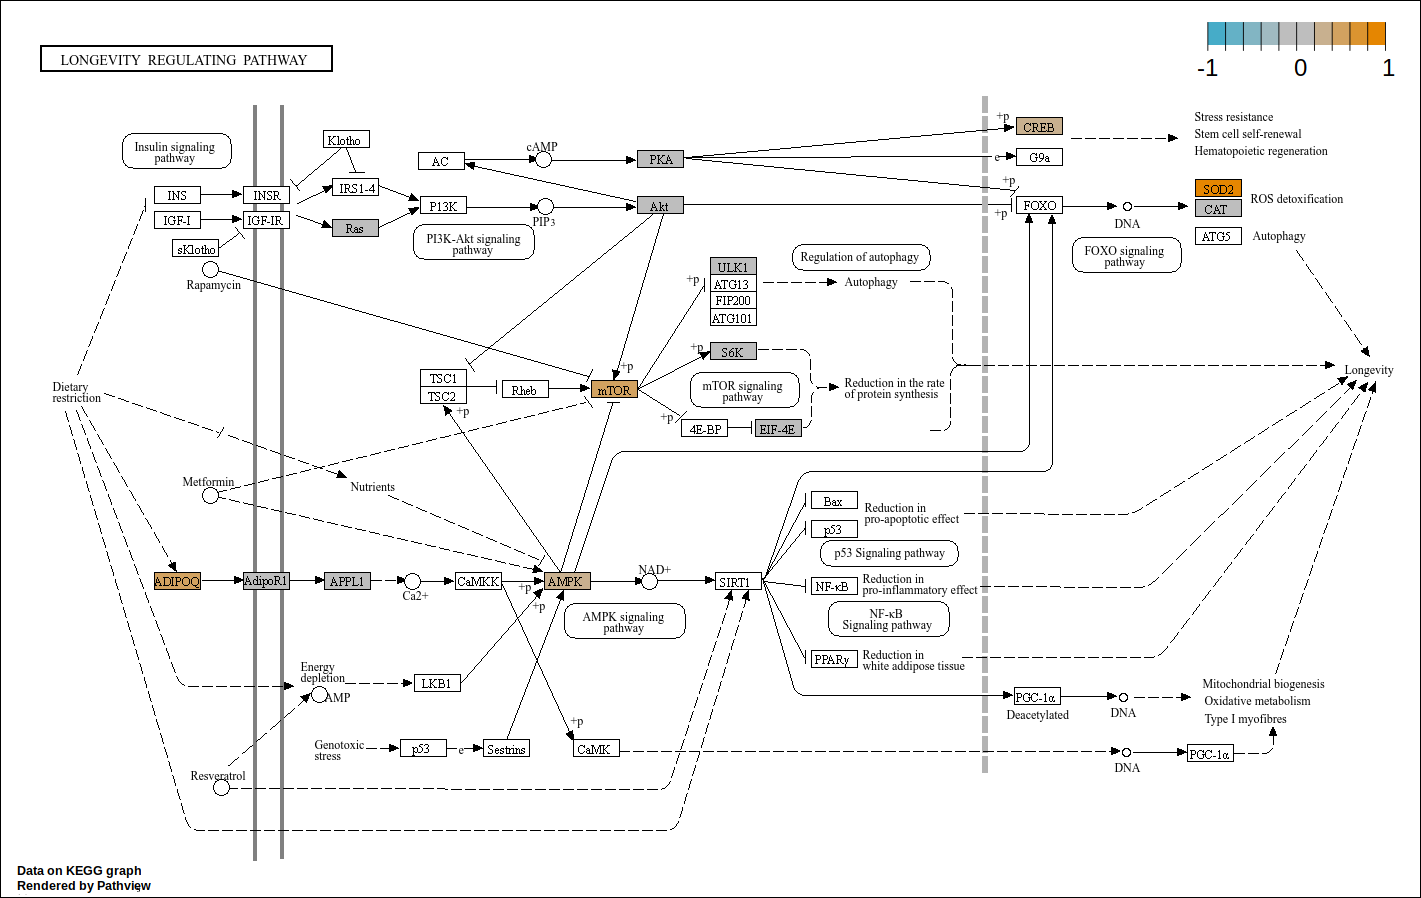 LONGEVITY REGULATING PATHWAY
-1 0 1
Insulin signaling
pathway
Klotho
INS
INSR
IRS1-4
IGF-I
IGF-IR
Ras
sKlotho
Rapamycin
AC
cAMP
PKA
P13K
PIP3
Akt
PI3K-Akt signaling
pathway
+p
CREB
e
G9a
+p
+p
FOXO
DNA
Stress resistance
Stem cell self-renewal
Hematopoietic regeneration
SOD2
CAT
ROS detoxification
ATG5
Autophagy
FOXO signaling
pathway
ULK1
ATG13
FIP200
ATG101
+p
Regulation of autophagy
Autophagy
+p
S6K
+p
TSC1
TSC2
+p
Rheb
mTOR
mTOR signaling
pathway
+p
4E-BP
EIF-4E
Reduction in the rate
of protein synthesis
Longevity
Dietary
restriction
Metformin
Nutrients
ADIPOQ
AdipoR1
APPL1
Ca2+
CaMKK
+p
+p
AMPK
NAD+
SIRT1
AMPK signaling
pathway
Bax
p53
Reduction in
pro-apoptotic effect
p53 Signaling pathway
NF-κB
Reduction in
pro-inflammatory effect
NF-κB
Signaling pathway
PPARγ
Reduction in
white addipose tissue
Energy
depletion
AMP
LKB1
Genotoxic
stress
p53
e
Sestrins
+p
CaMK
Resveratrol
PGC-1α
Deacetylated
DNA
Mitochondrial biogenesis
Oxidative metabolism
Type I myofibres
DNA
PGC-1α
Data on KEGG graph
Rendered by Pathview